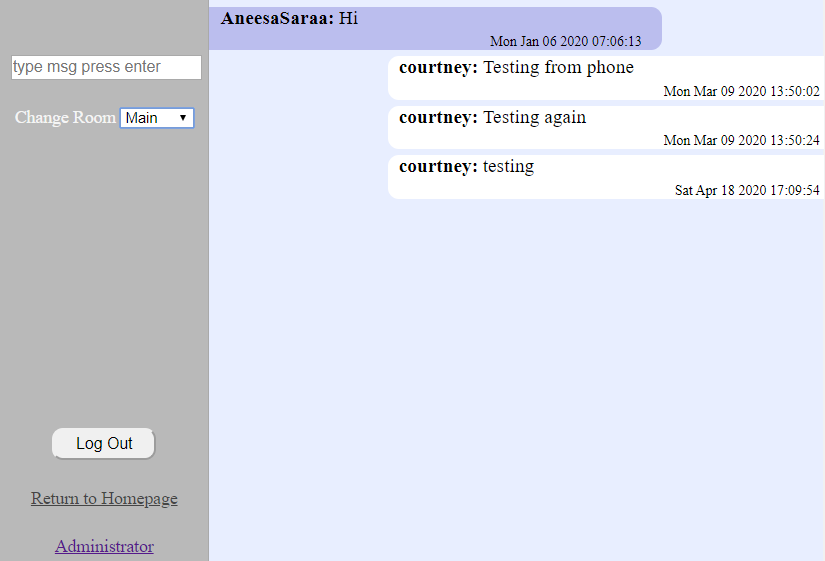 type msg press enter
Change Room Main
Log Out
Return to Homepage
Administrator
AneesaSaraa: Hi
Mon Jan 06 2020 07:06:13
courtney: Testing from phone
Mon Mar 09 2020 13:50:02
courtney: Testing again
Mon Mar 09 2020 13:50:24
courtney: testing
Sat Apr 18 2020 17:09:54